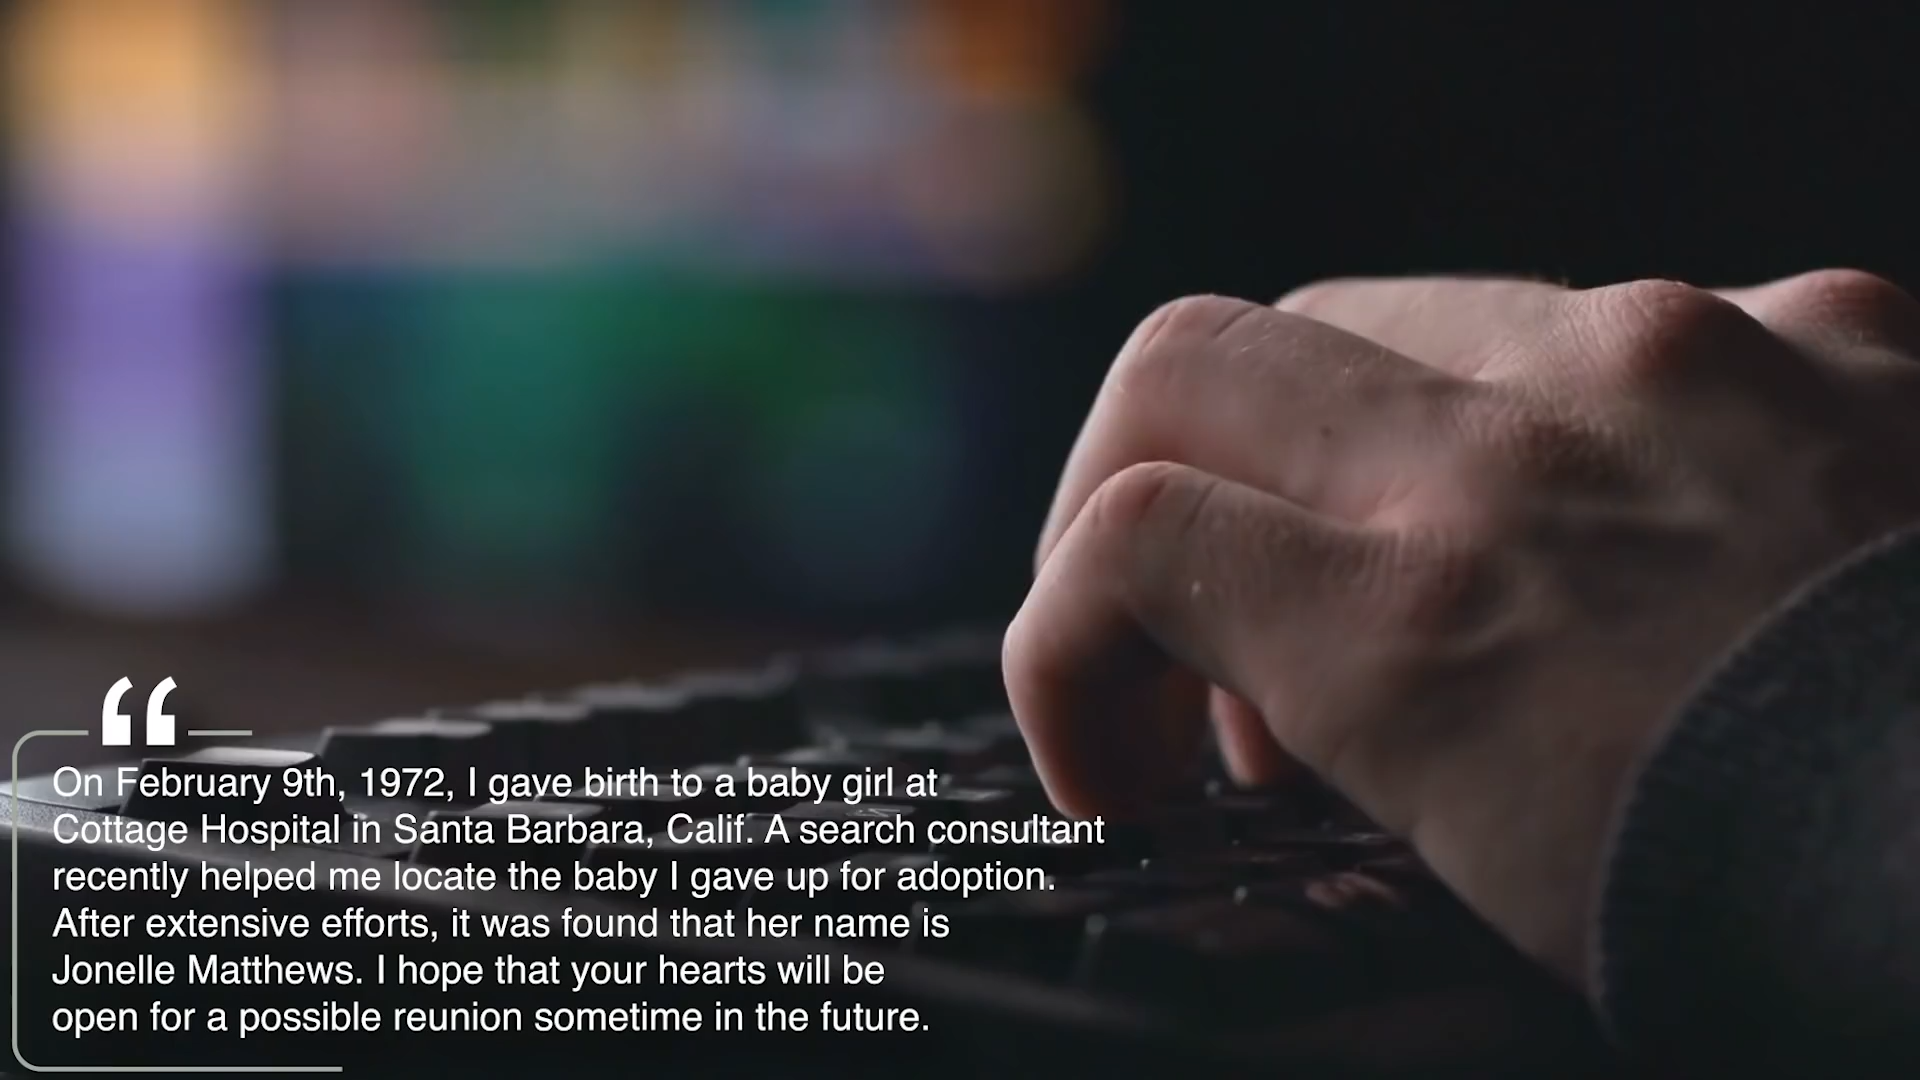 “
On February 9th, 1972, I gave birth to a baby girl at
Cottage Hospital in Santa Barbara, Calif. A search consultant
recently helped me locate the baby I gave up for adoption.
After extensive efforts, it was found that her name is
Jonelle Matthews. I hope that your hearts will be
open for a possible reunion sometime in the future.